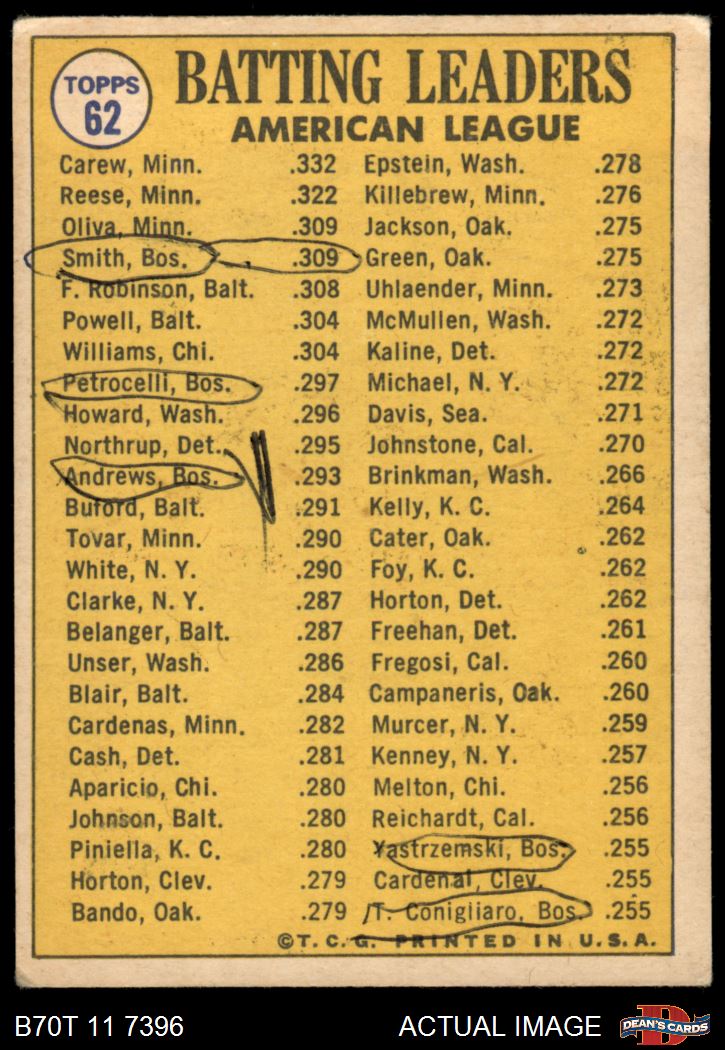 TOPPS
62
BATTING LEADERS
AMERICAN LEAGUE
Carew, Minn. .332 Epstein, Wash. .278
Reese, Minn. .322 Killebrew, Minn. .276
Oliva, Minn. .309 Jackson, Oak. .275
Smith, Bos. .309 Green, Oak. .275
F. Robinson, Balt. .308 Uhlaender, Minn. .273
Powell, Balt. .304 McMullen, Wash. .272
Williams, Chi. .304 Kaline, Det. .272
Petrocelli, Bos. .297 Michael, N. Y. .272
Howard, Wash. .296 Davis, Sea. .271
Northrup, Det. .295 Johnstone, Cal. .270
Andrews, Bos. .293 Brinkman, Wash. .266
Buford, Balt. .291 Kelly, K. C. .264
Tovar, Minn. .290 Cater, Oak. .262
White, N. Y. .290 Foy, K. C. .262
Clarke, N. Y. .287 Horton, Det. .262
Belanger, Balt. .287 Freehan, Det. .261
Unser, Wash. .286 Fregosi, Cal. .260
Blair, Balt. .284 Campaneris, Oak. .260
Cardenas, Minn. .282 Murcer, N. Y. .259
Cash, Det. .281 Kenney, N. Y. .257
Aparicio, Chi. .280 Melton, Chi. .256
Johnson, Balt. .280 Reichardt, Cal. .256
Piniella, K. C. .280 Yastrzemski, Bos. .255
Horton, Clev. .279 Cardenal, Clev. .255
Bando, Oak. .279 T. Conigliaro, Bos. .255
©T. C. G. PRINTED IN U. S. A.
B70T 11 7396 ACTUAL IMAGE DEAN'S CARDS